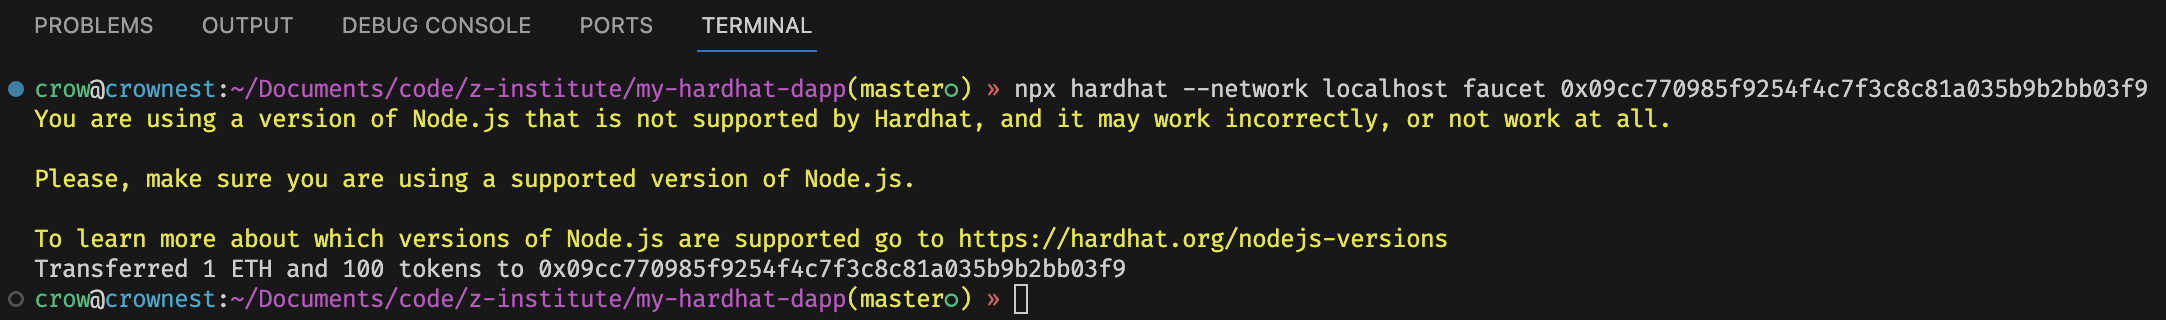 PROBLEMS OUTPUT DEBUG CONSOLE PORTS TERMINAL
crow@crownest:~/Documents/code/z-institute/my-hardhat-dapp(master○) » npx hardhat --network localhost faucet 0x09cc770985f9254f4c7f3c8c81a035b9b2bb03f9
You are using a version of Node.js that is not supported by Hardhat, and it may work incorrectly, or not work at all.
Please, make sure you are using a supported version of Node.js.
To learn more about which versions of Node.js are supported go to https://hardhat.org/nodejs-versions
Transferred 1 ETH and 100 tokens to 0x09cc770985f9254f4c7f3c8c81a035b9b2bb03f9
crow@crownest:~/Documents/code/z-institute/my-hardhat-dapp(master○) »